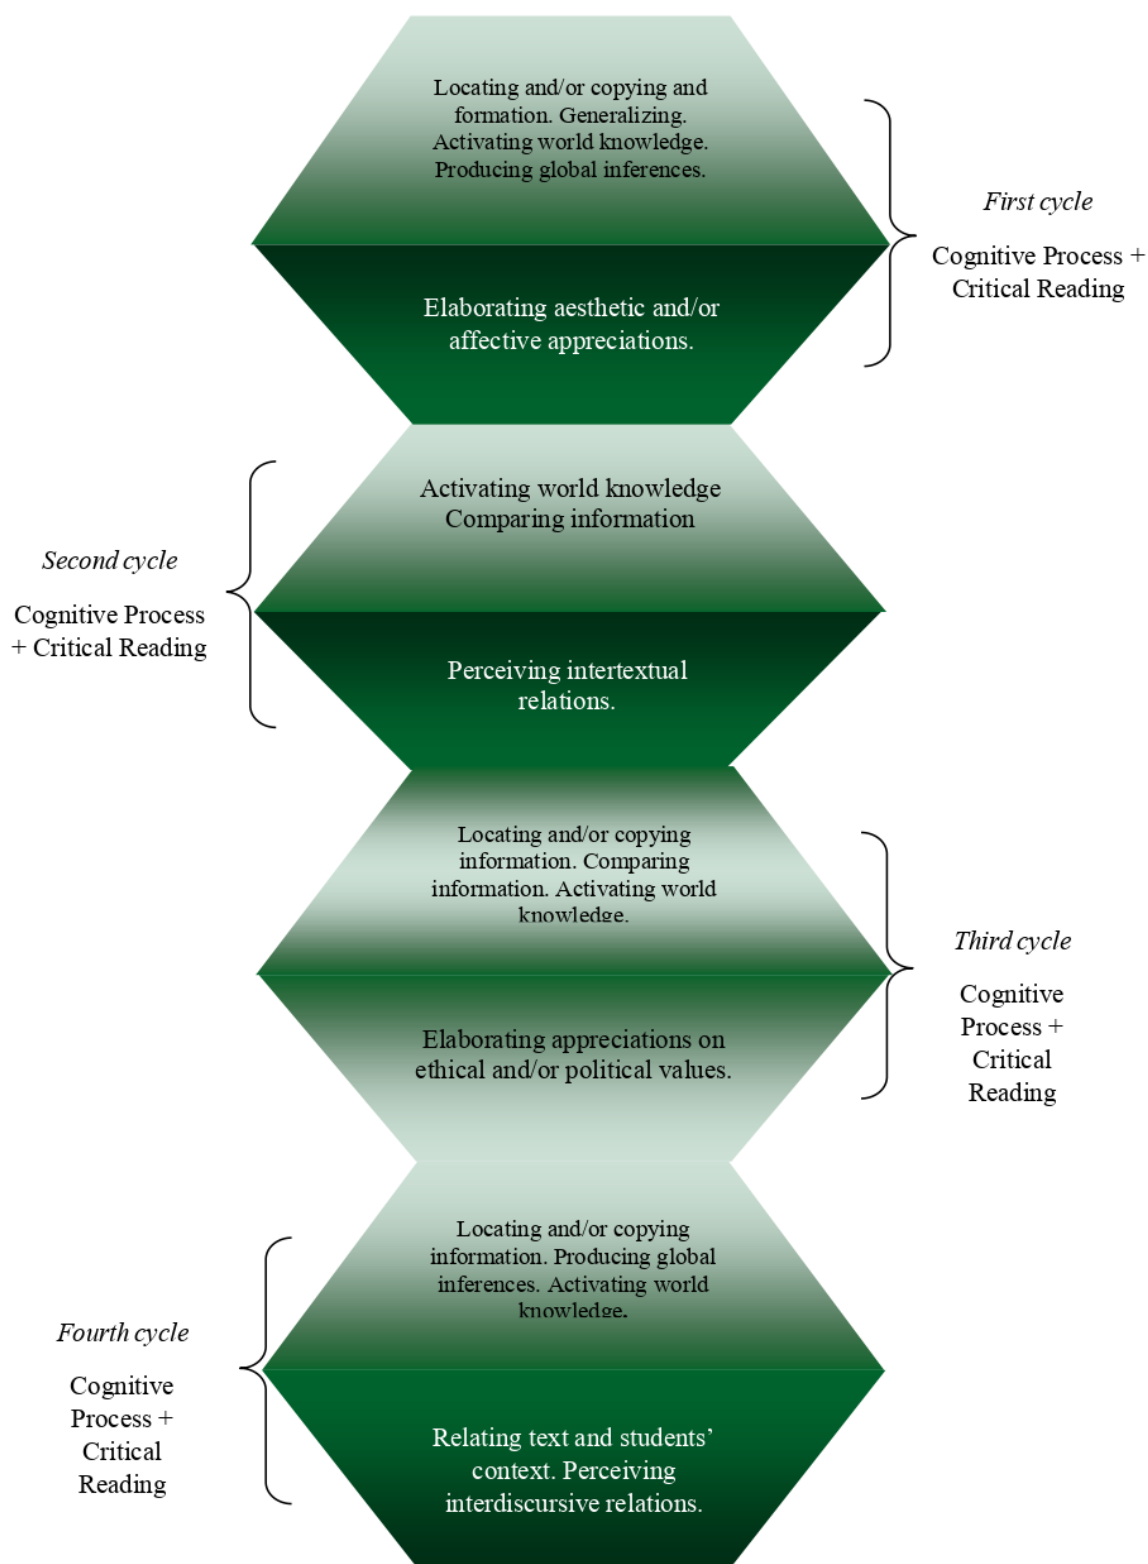 Locating and/or copying and
formation. Generalizing.
Activating world knowledge.
Producing global inferences.
First cycle
Cognitive Process +
Critical Reading
Elaborating aesthetic and/or
affective appreciations.
Activating world knowledge
Comparing information
Second cycle
Cognitive Process
+ Critical Reading
Perceiving intertextual
relations.
Locating and/or copying
information. Comparing
information. Activating world
knowledge.
Third cycle
Cognitive
Process +
Critical
Reading
Elaborating appreciations on
ethical and/or political values.
Locating and/or copying
information. Producing global
inferences. Activating world
knowledge.
Fourth cycle
Cognitive
Process +
Critical
Reading
Relating text and students’
context. Perceiving
interdiscursive relations.